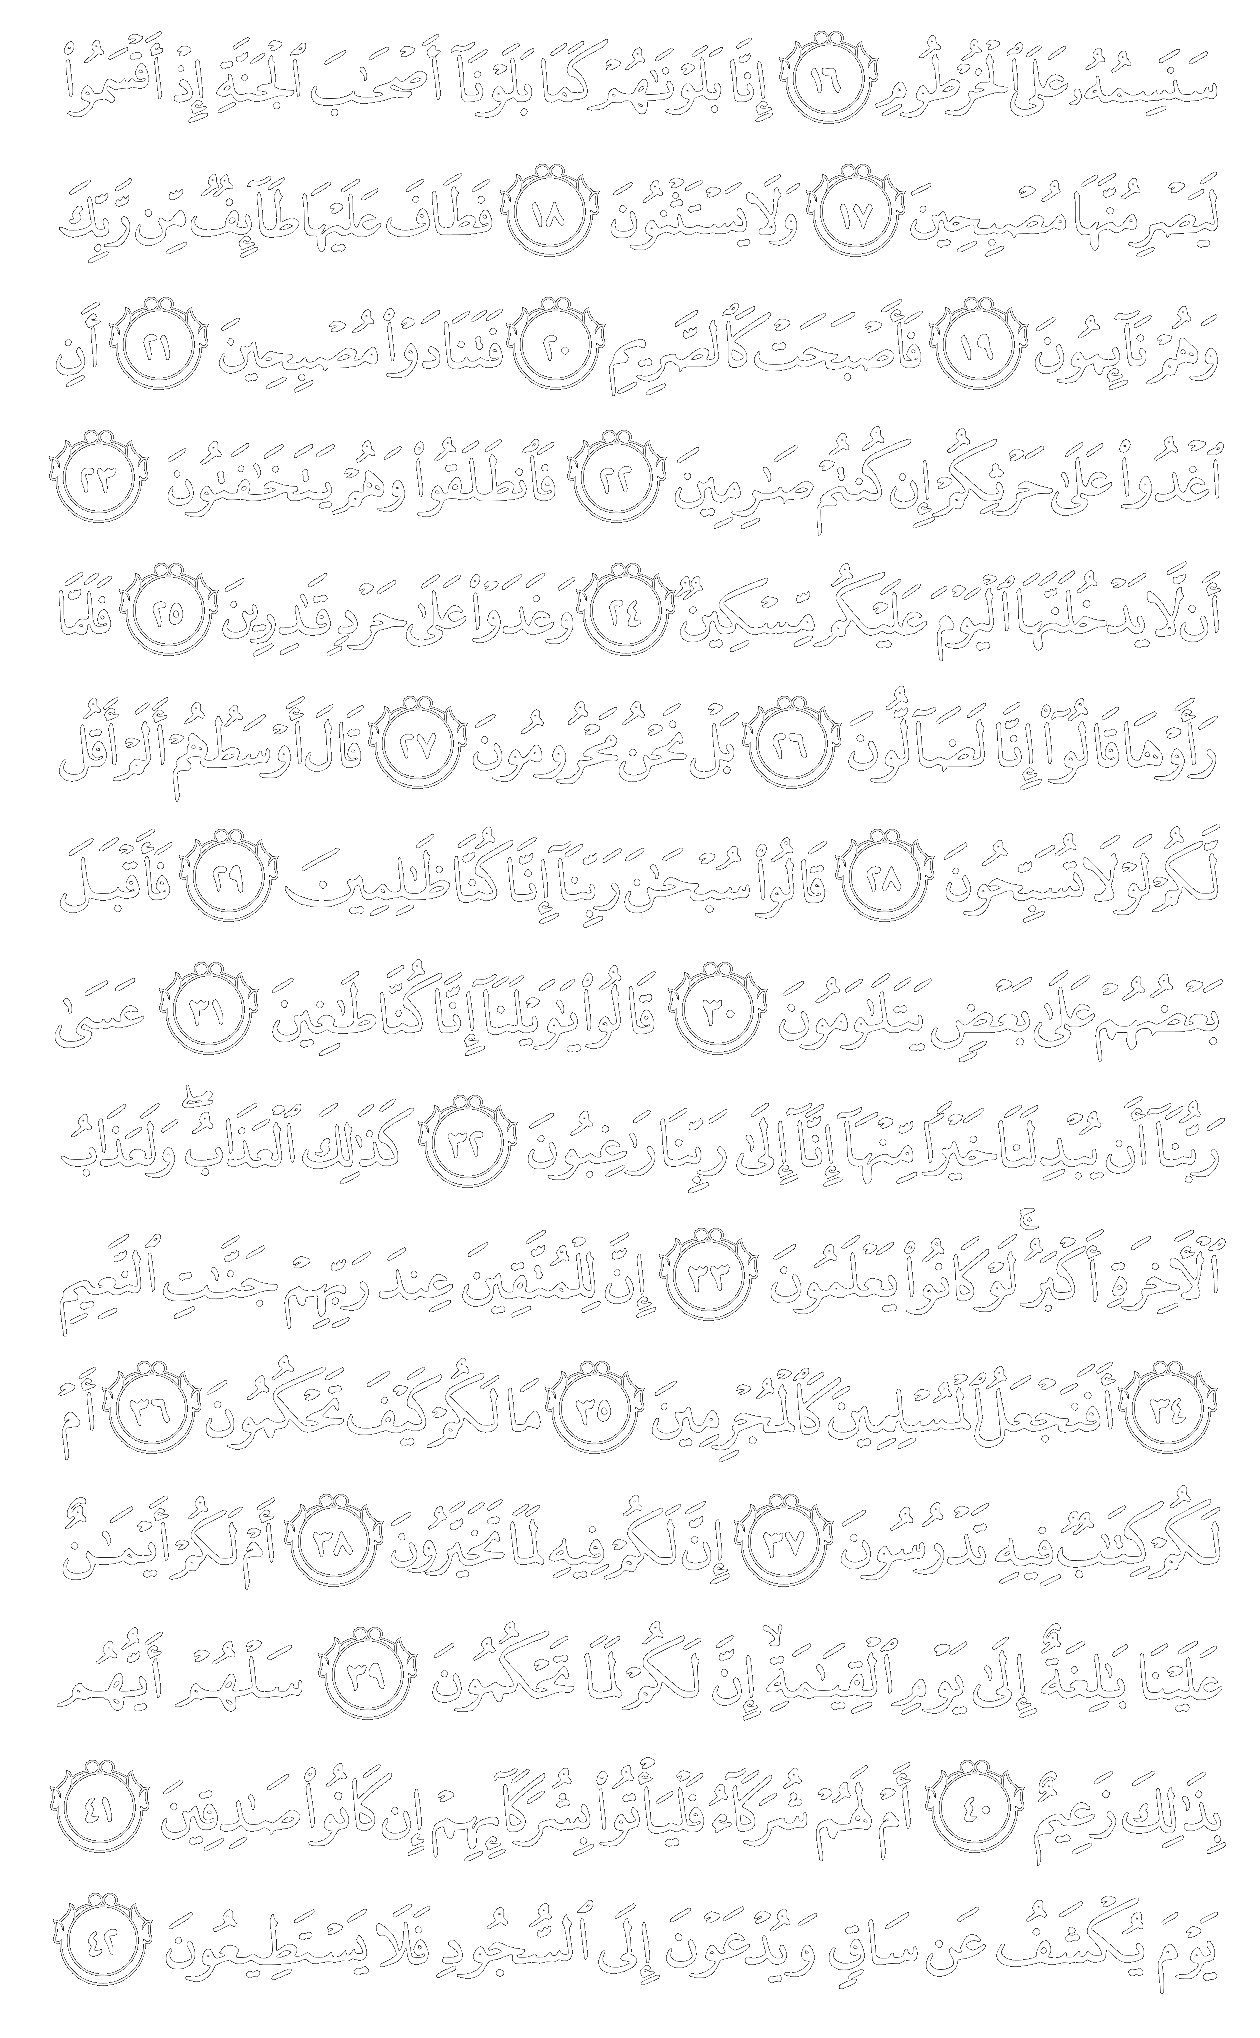 سَنَسِمُهُۥ عَلَى ٱلْخُرْطُومِ ١٦ إِنَّا بَلَوْنَٰهُمْ كَمَا بَلَوْنَآ أَصْحَٰبَ ٱلْجَنَّةِ إِذْ أَقْسَمُوا۟
لَيَصْرِمُنَّهَا مُصْبِحِينَ ١٧ وَلَا يَسْتَثْنُونَ ١٨ فَطَافَ عَلَيْهَا طَآئِفٌ مِّن رَّبِّكَ
وَهُمْ نَآئِمُونَ ١٩ فَأَصْبَحَتْ كَٱلصَّرِيمِ ٢٠ فَتَنَادَوْا۟ مُصْبِحِينَ ٢١ أَنِ
ٱغْدُوا۟ عَلَىٰ حَرْثِكُمْ إِن كُنتُمْ صَٰرِمِينَ ٢٢ فَٱنطَلَقُوا۟ وَهُمْ يَتَخَٰفَتُونَ ٢٣
أَن لَّا يَدْخُلَنَّهَا ٱلْيَوْمَ عَلَيْكُم مِّسْكِينٌ ٢٤ وَغَدَوْا۟ عَلَىٰ حَرْدٍ قَٰدِرِينَ ٢٥ فَلَمَّا
رَأَوْهَا قَالُوٓا۟ إِنَّا لَضَآلُّونَ ٢٦ بَلْ نَحْنُ مَحْرُومُونَ ٢٧ قَالَ أَوْسَطُهُمْ أَلَمْ أَقُل
لَّكُمْ لَوْلَا تُسَبِّحُونَ ٢٨ قَالُوا۟ سُبْحَٰنَ رَبِّنَآ إِنَّا كُنَّا ظَٰلِمِينَ ٢٩ فَأَقْبَلَ
بَعْضُهُمْ عَلَىٰ بَعْضٍ يَتَلَٰوَمُونَ ٣٠ قَالُوا۟ يَٰوَيْلَنَآ إِنَّا كُنَّا طَٰغِينَ ٣١ عَسَىٰ
رَبُّنَآ أَن يُبْدِلَنَا خَيْرًا مِّنْهَآ إِنَّآ إِلَىٰ رَبِّنَا رَٰغِبُونَ ٣٢ كَذَٰلِكَ ٱلْعَذَابُ ۖ وَلَعَذَابُ
ٱلْءَاخِرَةِ أَكْبَرُ ۚ لَوْ كَانُوا۟ يَعْلَمُونَ ٣٣ إِنَّ لِلْمُتَّقِينَ عِندَ رَبِّهِمْ جَنَّٰتِ ٱلنَّعِيمِ
٣٤ أَفَنَجْعَلُ ٱلْمُسْلِمِينَ كَٱلْمُجْرِمِينَ ٣٥ مَا لَكُمْ كَيْفَ تَحْكُمُونَ ٣٦ أَمْ
لَكُمْ كِتَٰبٌ فِيهِ تَدْرُسُونَ ٣٧ إِنَّ لَكُمْ فِيهِ لَمَا تَخَيَّرُونَ ٣٨ أَمْ لَكُمْ أَيْمَٰنٌ
عَلَيْنَا بَٰلِغَةٌ إِلَىٰ يَوْمِ ٱلْقِيَٰمَةِ ۙ إِنَّ لَكُمْ لَمَا تَحْكُمُونَ ٣٩ سَلْهُمْ أَيُّهُم
بِذَٰلِكَ زَعِيمٌ ٤٠ أَمْ لَهُمْ شُرَكَآءُ فَلْيَأْتُوا۟ بِشُرَكَآئِهِمْ إِن كَانُوا۟ صَٰدِقِينَ ٤١
يَوْمَ يُكْشَفُ عَن سَاقٍ وَيُدْعَوْنَ إِلَى ٱلسُّجُودِ فَلَا يَسْتَطِيعُونَ ٤٢